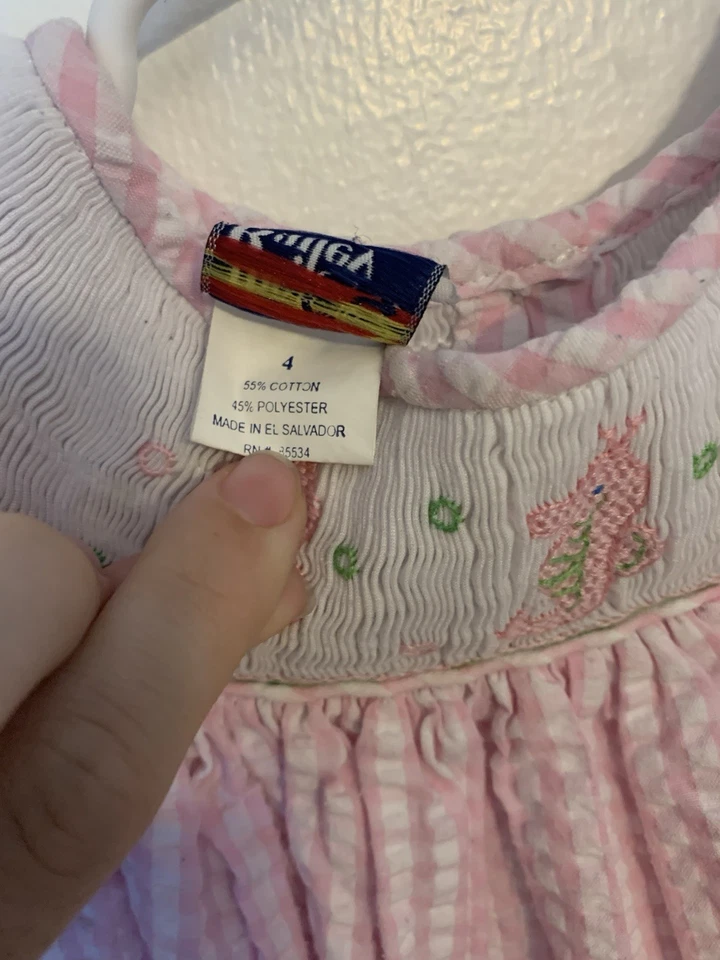 4
55% COTTON
45% POLYESTER
MADE IN EL SALVADOR
RN #